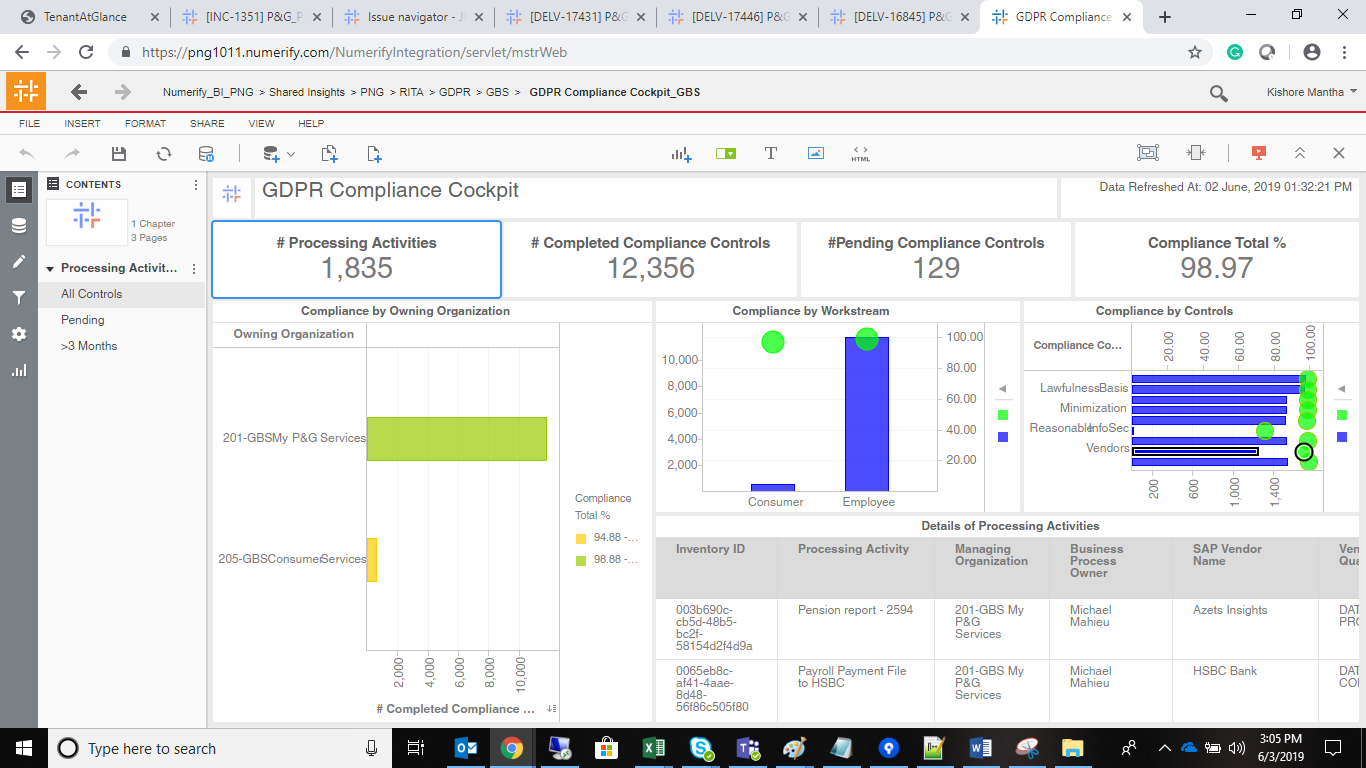 TenantAtGlance
[INC-1351] P&G_P
Issue navigator - J
[DELV-17431] P&G
[DELV-17446] P&G
[DELV-16845] P&G
GDPR Compliance
https://png1011.numerify.com/NumerifyIntegration/servlet/mstrWeb
Numerify_BI_PNG > Shared Insights > PNG > RITA > GDPR > GBS > GDPR Compliance Cockpit_GBS
Kishore Mantha
FILE INSERT FORMAT SHARE VIEW HELP
HTML
CONTENTS
1 Chapter
3 Pages
Processing Activit...
All Controls
Pending
>3 Months
GDPR Compliance Cockpit
Data Refreshed At: 02 June, 2019 01:32:21 PM
# Processing Activities
1,835
# Completed Compliance Controls
12,356
#Pending Compliance Controls
129
Compliance Total %
98.97
Compliance by Owning Organization
Owning Organization
201-GBSMy P&G Services
205-GBSConsumerServices
2,000 4,000 6,000 8,000 10,000
# Completed Compliance ...
Compliance
Total %
94.88 -...
98.88 -...
Compliance by Workstream
10,000
8,000
6,000
4,000
2,000
100.00
80.00
60.00
40.00
20.00
Consumer Employee
Compliance by Controls
Compliance Co...
20.00 40.00 60.00 80.00 100.00
LawfulnessBasis
Minimization
ReasonableInfoSec
Vendors
200 600 1,000 1,400
Details of Processing Activities
Inventory ID
Processing Activity
Managing
Organization
Business
Process
Owner
SAP Vendor
Name
Ven
Qua
003b690c-
cb5d-48b5-
bc2f-
58154d2f4d9a
Pension report - 2594
201-GBS My
P&G
Services
Michael
Mahieu
Azets Insights
DAT
PRO
0065eb8c-
af41-4aae-
8d48-
56f86c505f80
Payroll Payment File
to HSBC
201-GBS My
P&G
Services
Michael
Mahieu
HSBC Bank
DAT
COI
Type here to search
3:05 PM
6/3/2019